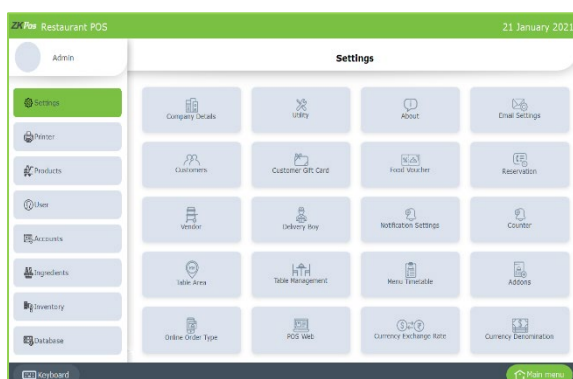 ZKPos Restaurant POS
21 January 2021
Admin
Settings
Settings
Printer
Products
User
Accounts
Ingredients
Inventory
Database
Company Details
Utility
About
Email Settings
Customers
Customer Gift Card
Food Voucher
Reservation
Vendor
Delivery Boy
Notification Settings
Counter
Table Area
Table Management
Menu Timetable
Addons
Online Order Type
POS Web
Currency Exchange Rate
Currency Denomination
Keyboard
Main menu